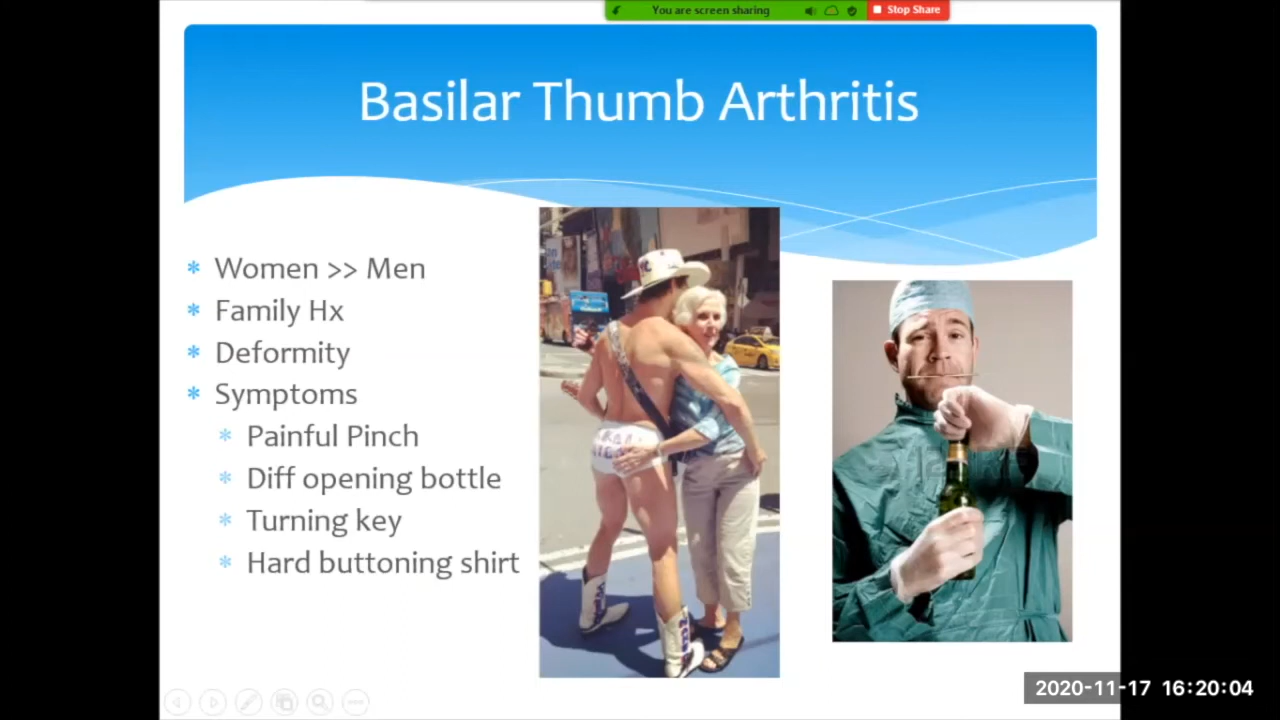 You are screen sharing
Stop Share
Basilar Thumb Arthritis
Women >> Men
Family Hx
Deformity
Symptoms
Painful Pinch
Diff opening bottle
Turning key
Hard buttoning shirt
2020-11-17 16:20:04